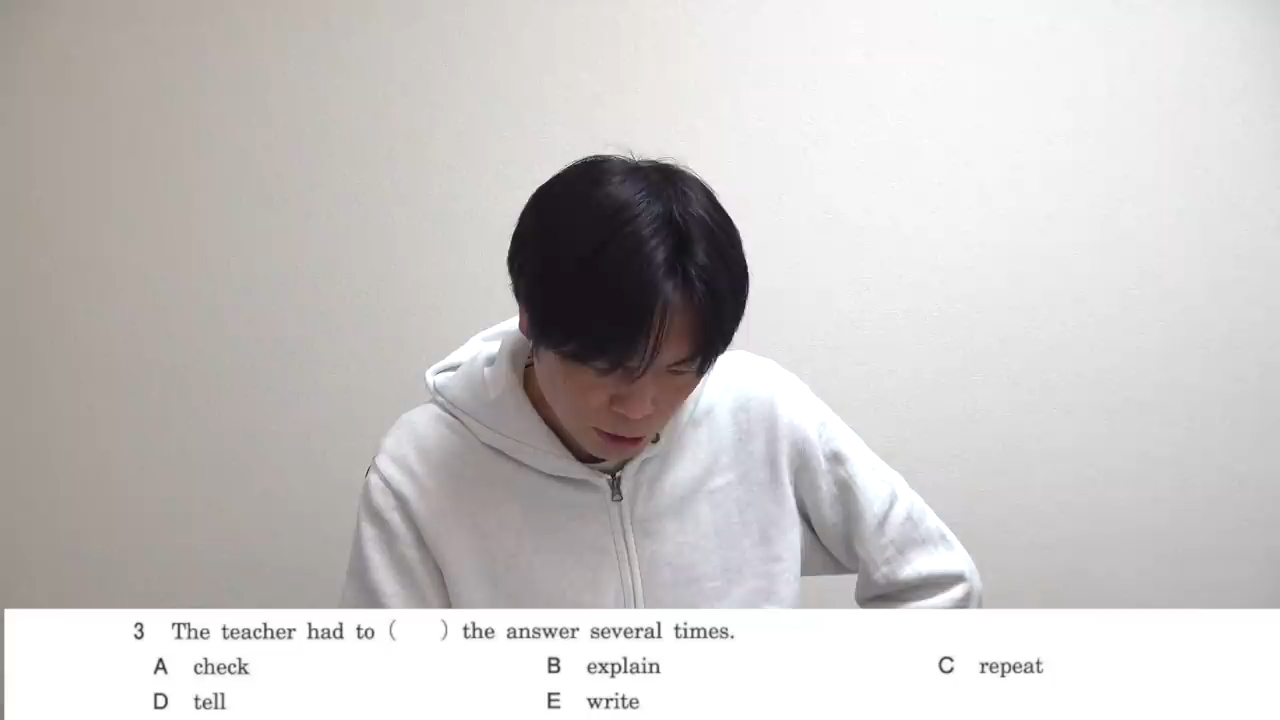 3 The teacher had to ( ) the answer several times.
A check B explain C repeat
D tell E write